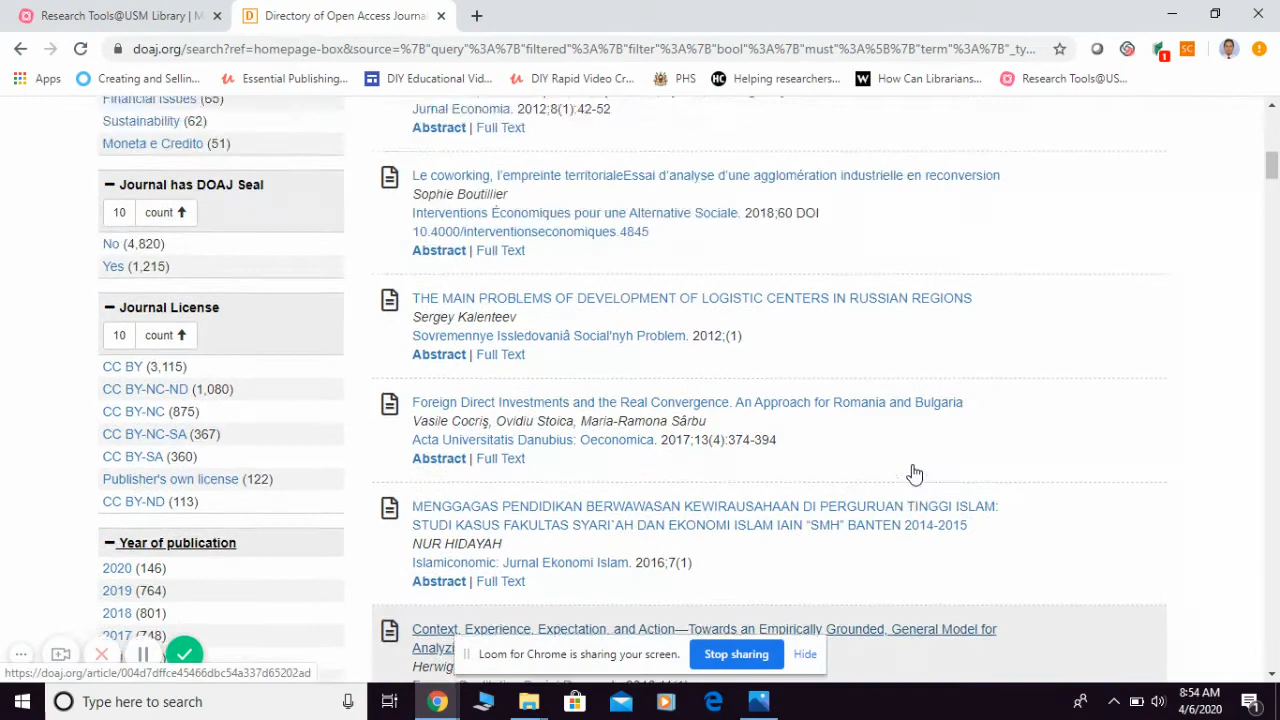 Research Tools@USM Library | M
Directory of Open Access Journal
doaj.org/search?ref=homepage-box&source=%7B"query"%3A%7B"filtered"%3A%7B"filter"%3A%7B"bool"%3A%7B"must"%3A%5B%7B"term"%3A%7B"_ty...
SC
1
Apps
Creating and Sellin...
Essential Publishing...
DIY Educational Vid...
DIY Rapid Video Cr...
PHS
HC Helping researchers...
W How Can Librarians...
Research Tools@US...
Financial Issues (65)
Sustainability (62)
Moneta e Credito (51)
Journal has DOAJ Seal
10 count
No (4,820)
Yes (1,215)
Journal License
10 count
CC BY (3,115)
CC BY-NC-ND (1,080)
CC BY-NC (875)
CC BY-NC-SA (367)
CC BY-SA (360)
Publisher's own license (122)
CC BY-ND (113)
Year of publication
2020 (146)
2019 (764)
2018 (801)
2017 (748)
Jurnal Economia. 2012;8(1):42-52
Abstract | Full Text
Le coworking, l'empreinte territorialeEssai d'analyse d'une agglomération industrielle en reconversion
Sophie Boutillier
Interventions Économiques pour une Alternative Sociale. 2018;60 DOI
10.4000/interventionseconomiques.4845
Abstract | Full Text
THE MAIN PROBLEMS OF DEVELOPMENT OF LOGISTIC CENTERS IN RUSSIAN REGIONS
Sergey Kalenteev
Sovremennye Issledovaniâ Social'nyh Problem. 2012;(1)
Abstract | Full Text
Foreign Direct Investments and the Real Convergence. An Approach for Romania and Bulgaria
Vasile Cocriş, Ovidiu Stoica, Maria-Ramona Sârbu
Acta Universitatis Danubius: Oeconomica. 2017;13(4):374-394
Abstract | Full Text
MENGGAGAS PENDIDIKAN BERWAWASAN KEWIRAUSAHAAN DI PERGURUAN TINGGI ISLAM:
STUDI KASUS FAKULTAS SYARI`AH DAN EKONOMI ISLAM IAIN "SMH" BANTEN 2014-2015
NUR HIDAYAH
Islamiconomic: Jurnal Ekonomi Islam. 2016;7(1)
Abstract | Full Text
Context, Experience, Expectation, and Action—Towards an Empirically Grounded, General Model for
Analyzi
Herwig
Loom for Chrome is sharing your screen.
Stop sharing
Hide
https://doaj.org/article/004d7dffce45466dbc54a337d65202ad
Type here to search
8:54 AM
4/6/2020
1